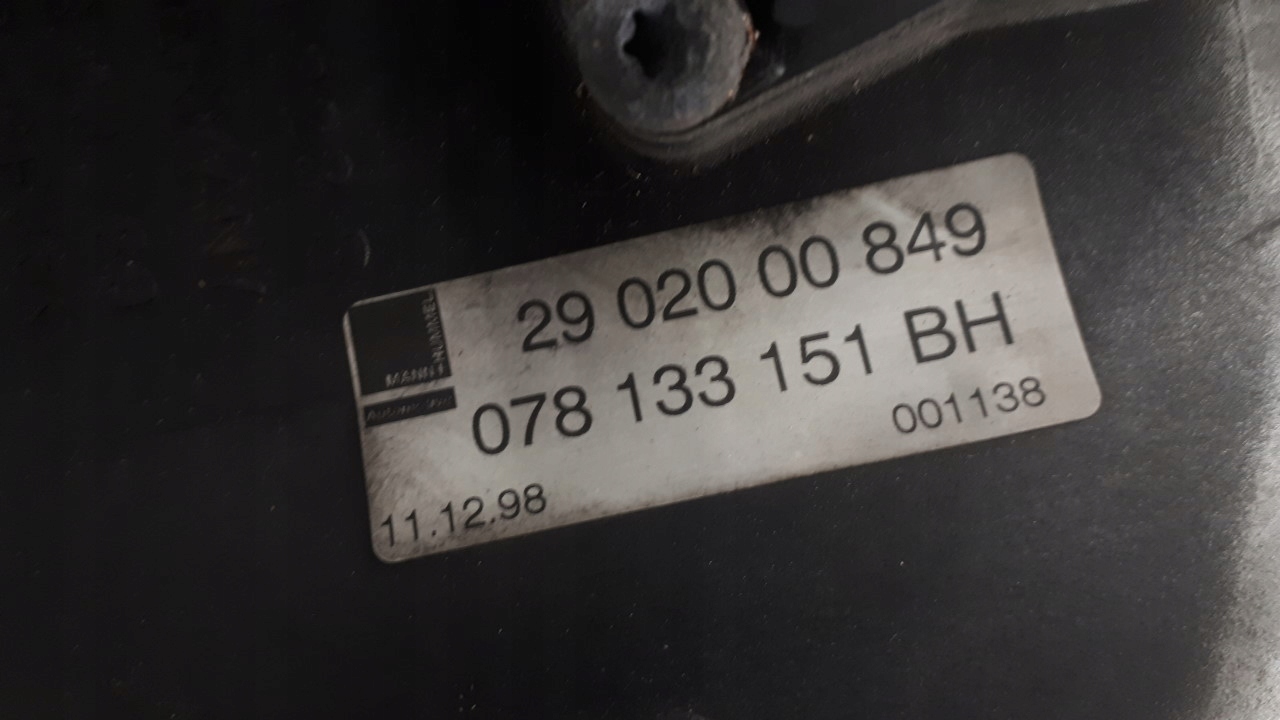 29 020 00 849
MANN+HUMMEL
078 133 151 BH
001138
11.12.98